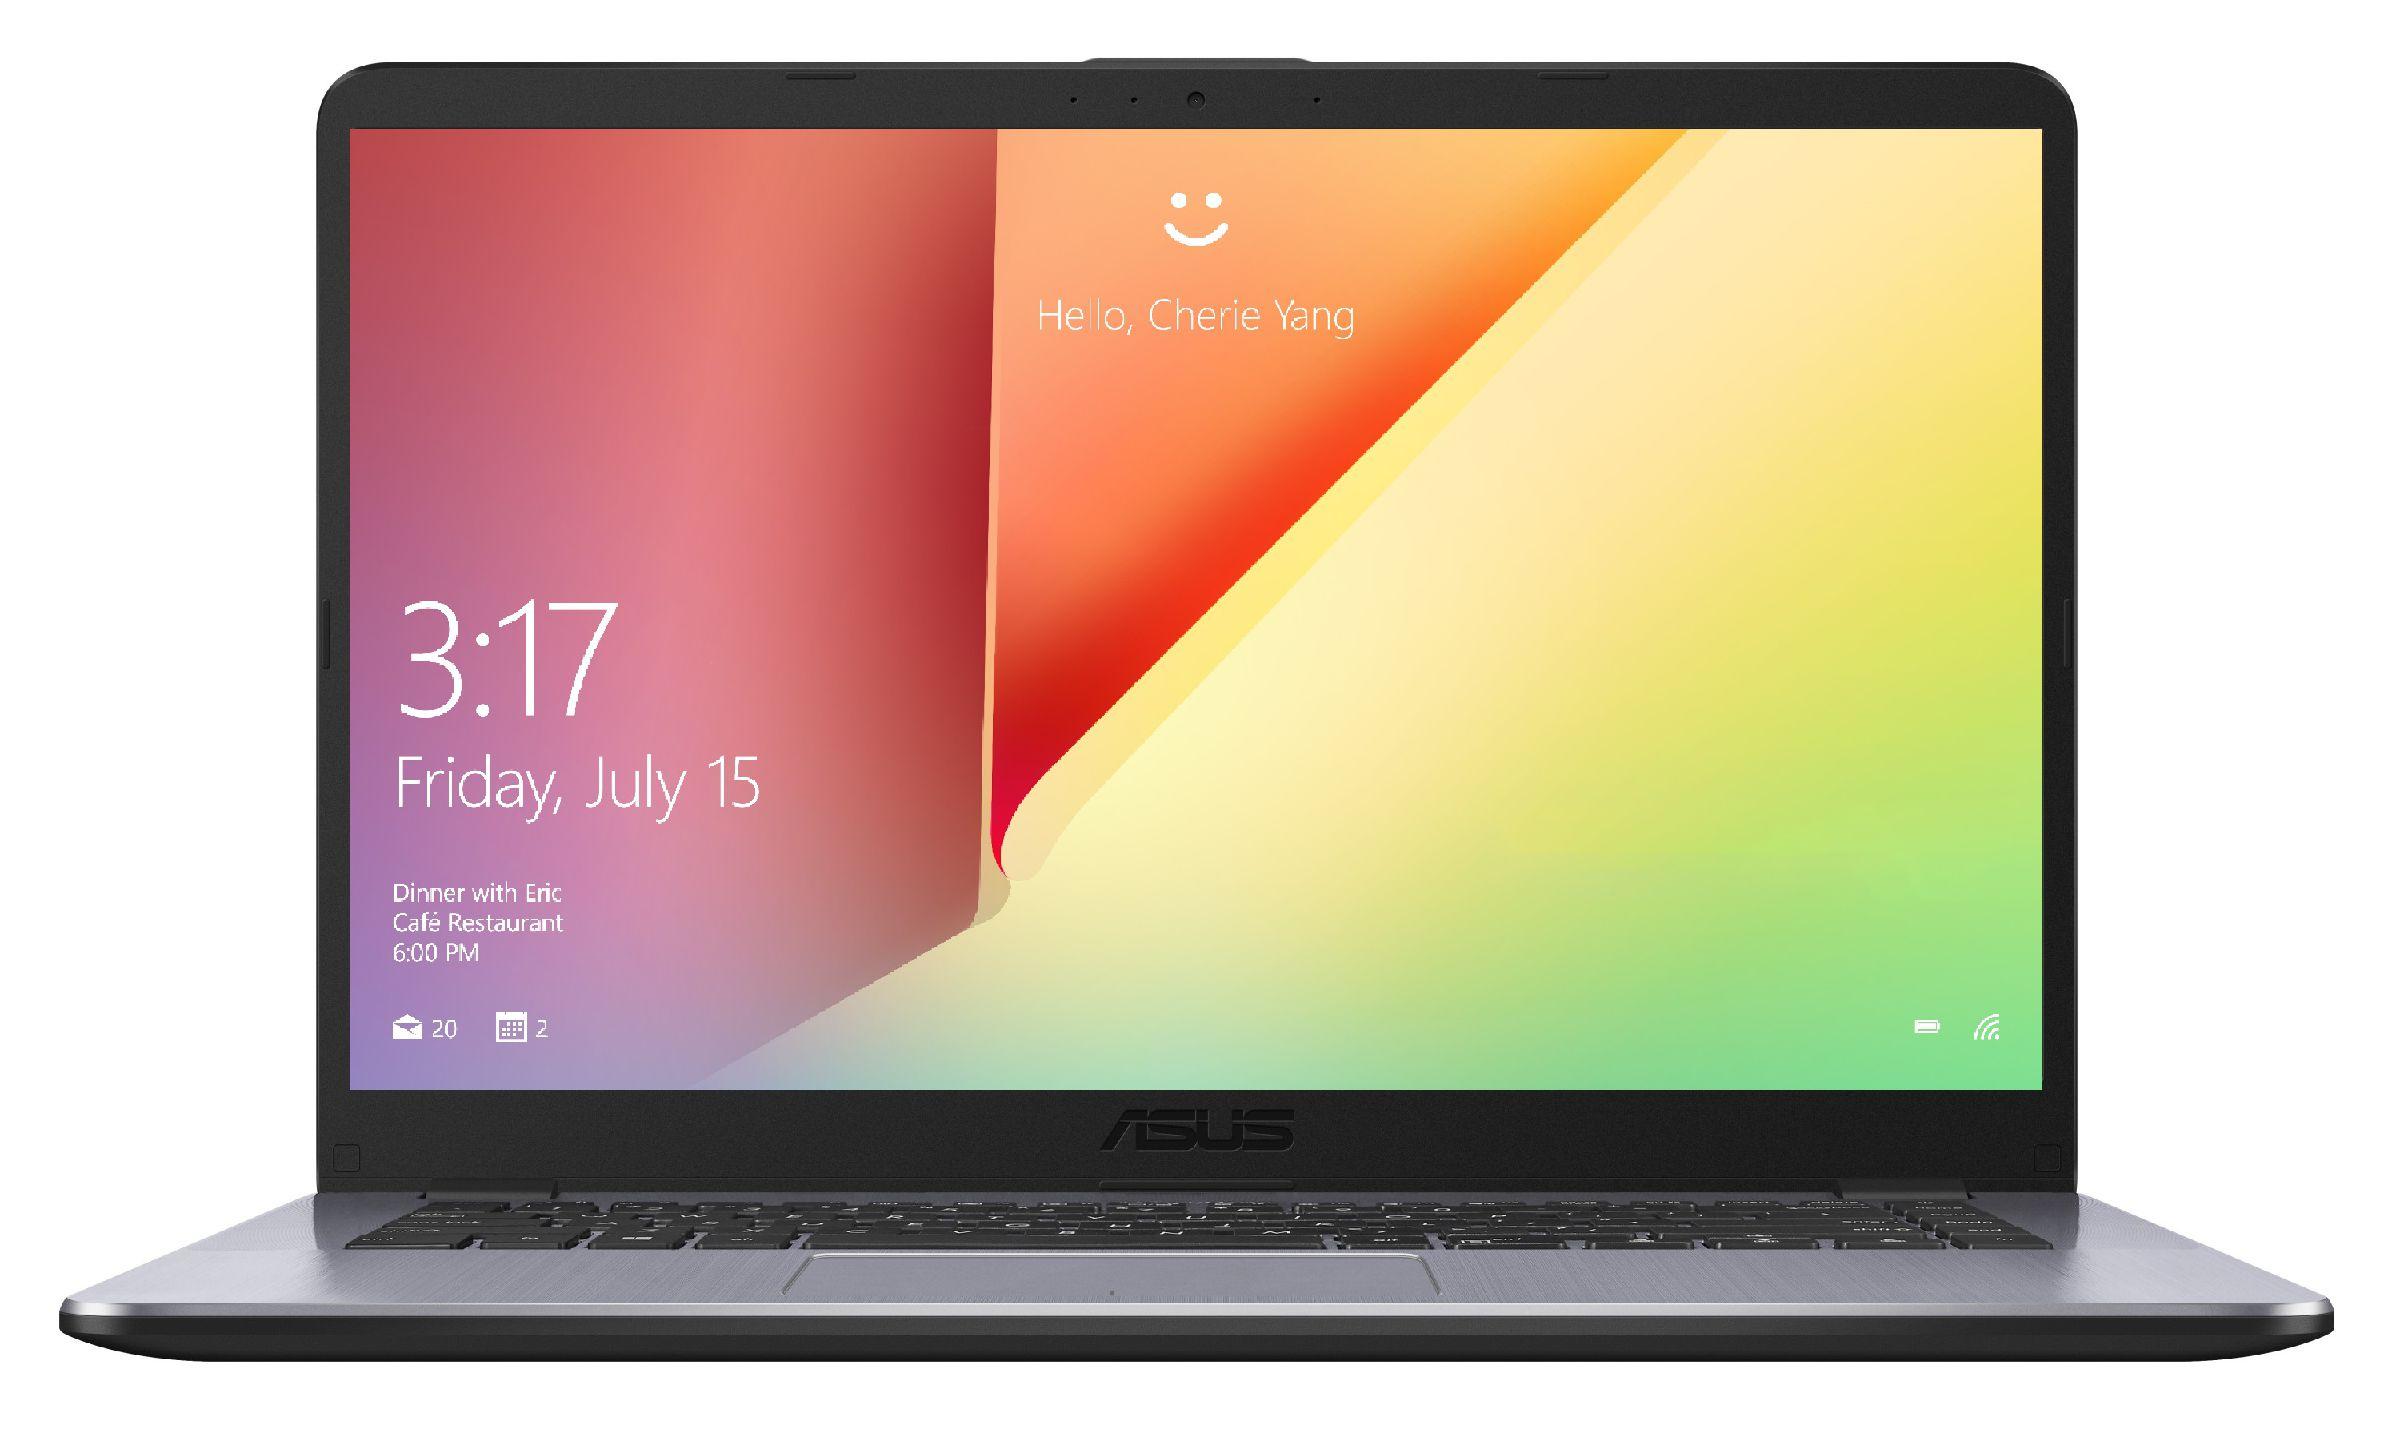 Hello, Cherie Yang
3:17
Friday, July 15
Dinner with Eric
Café Restaurant
6:00 PM
20
2
ASUS